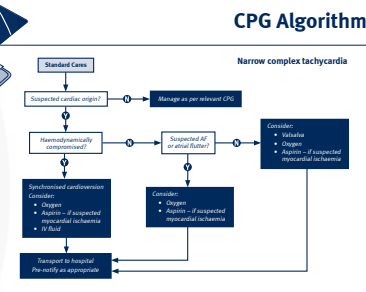 CPG Algorithm
Narrow complex tachycardia
Standard Cares
Suspected cardiac origin?
N
Manage as per relevant CPG
Y
Haemodynamically
compromised?
N
Suspected AF
or atrial flutter?
N
Consider:
• Valsalva
• Oxygen
• Aspirin – if suspected
myocardial ischaemia
Y
Y
Synchronised cardioversion
Consider:
• Oxygen
• Aspirin – if suspected
myocardial ischaemia
• IV fluid
Consider:
• Oxygen
• Aspirin – if suspected
myocardial ischaemia
Transport to hospital
Pre-notify as appropriate